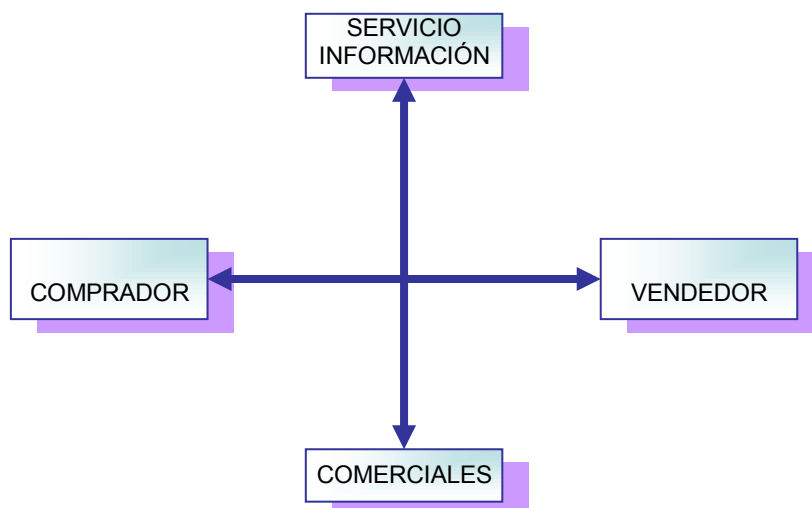 SERVICIO
INFORMACIÓN
COMPRADOR
VENDEDOR
COMERCIALES